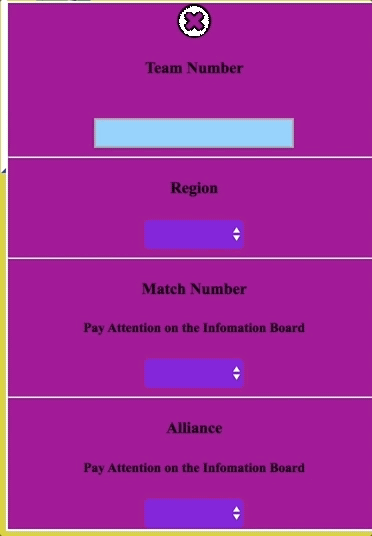 Team Number
Region
Match Number
Pay Attention on the Infomation Board
Alliance
Pay Attention on the Infomation Board